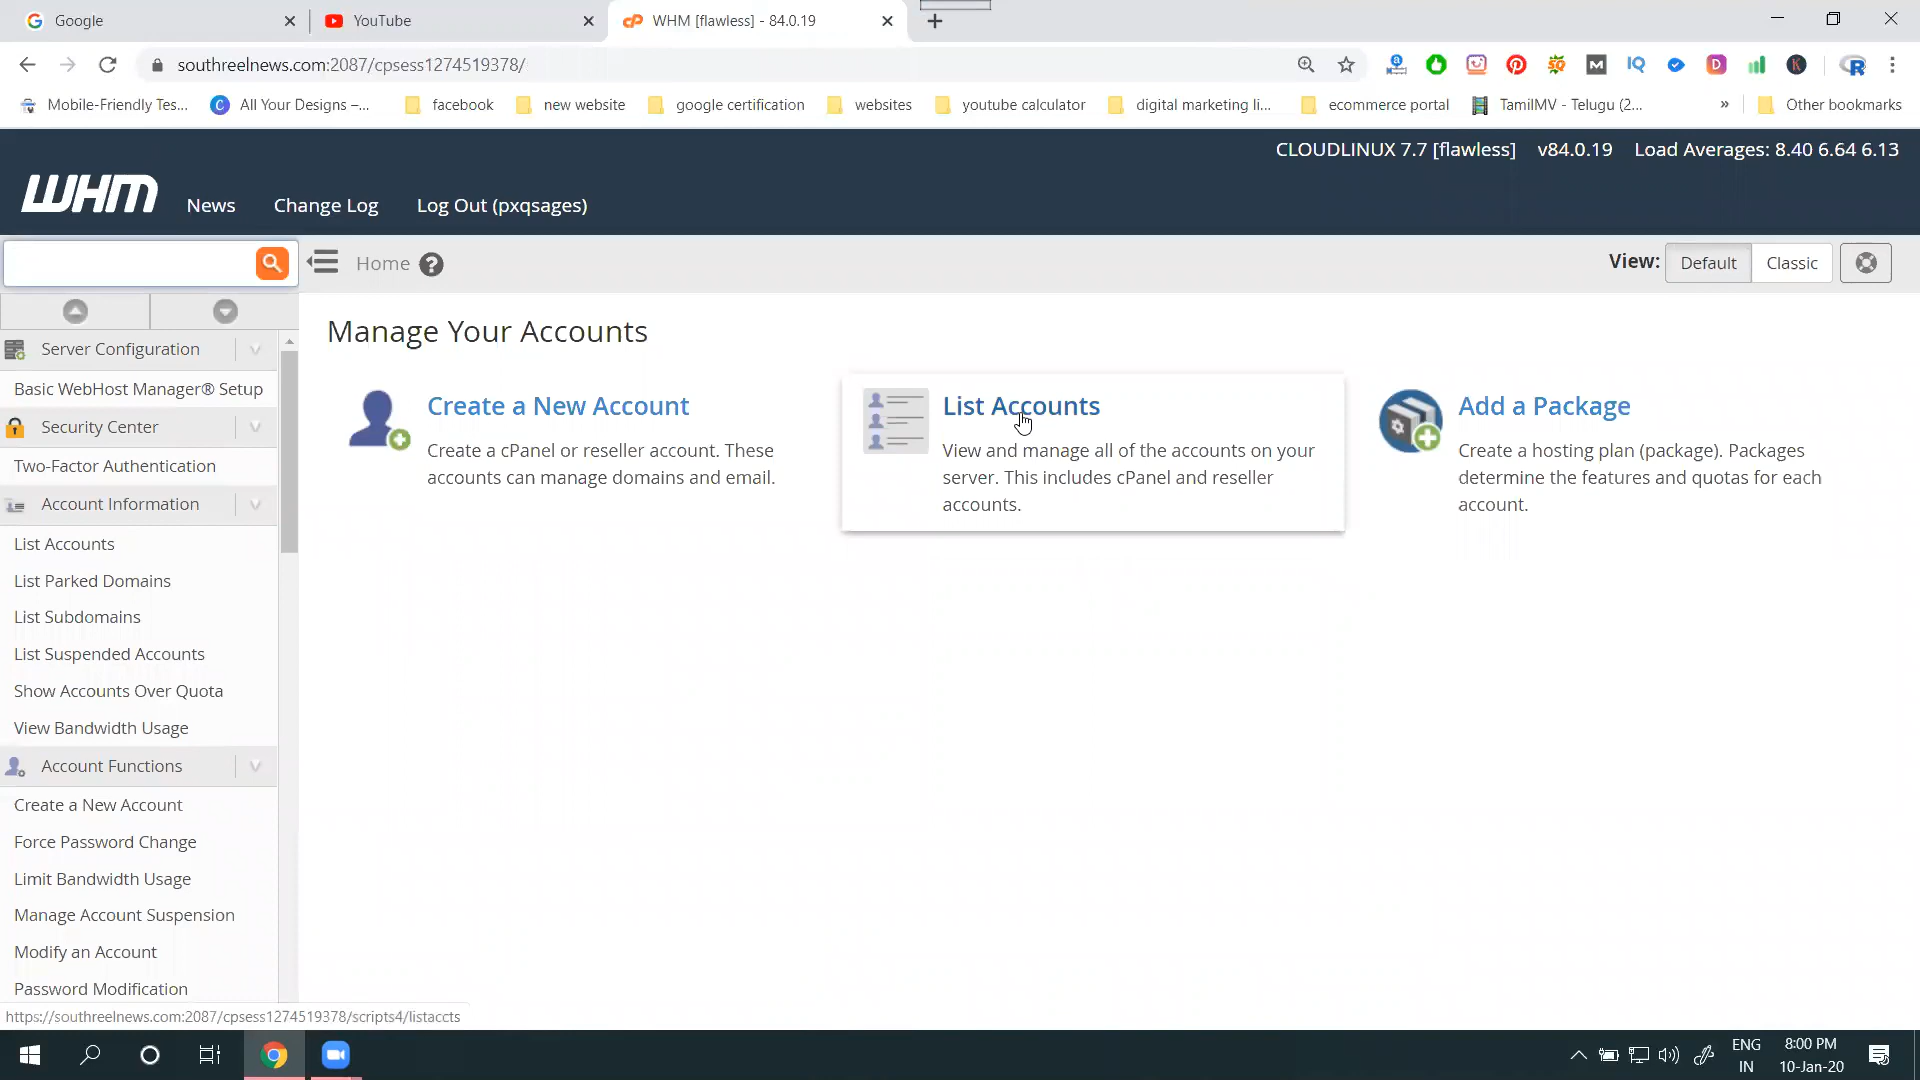 Google
YouTube
WHM [flawless] - 84.0.19
southreelnews.com:2087/cpsess1274519378/
Mobile-Friendly Tes...
All Your Designs –...
facebook
new website
google certification
websites
youtube calculator
digital marketing li...
ecommerce portal
TamilMV - Telugu (2...
»
Other bookmarks
CLOUDLINUX 7.7 [flawless] v84.0.19 Load Averages: 8.40 6.64 6.13
WHM
News
Change Log
Log Out (pxqsages)
Home
View:
Default
Classic
Server Configuration
Basic WebHost Manager® Setup
Security Center
Two-Factor Authentication
Account Information
List Accounts
List Parked Domains
List Subdomains
List Suspended Accounts
Show Accounts Over Quota
View Bandwidth Usage
Account Functions
Create a New Account
Force Password Change
Limit Bandwidth Usage
Manage Account Suspension
Modify an Account
Password Modification
Manage Your Accounts
Create a New Account
Create a cPanel or reseller account. These
accounts can manage domains and email.
List Accounts
View and manage all of the accounts on your
server. This includes cPanel and reseller
accounts.
Add a Package
Create a hosting plan (package). Packages
determine the features and quotas for each
account.
https://southreelnews.com:2087/cpsess1274519378/scripts4/listaccts
ENG
IN
8:00 PM
10-Jan-20